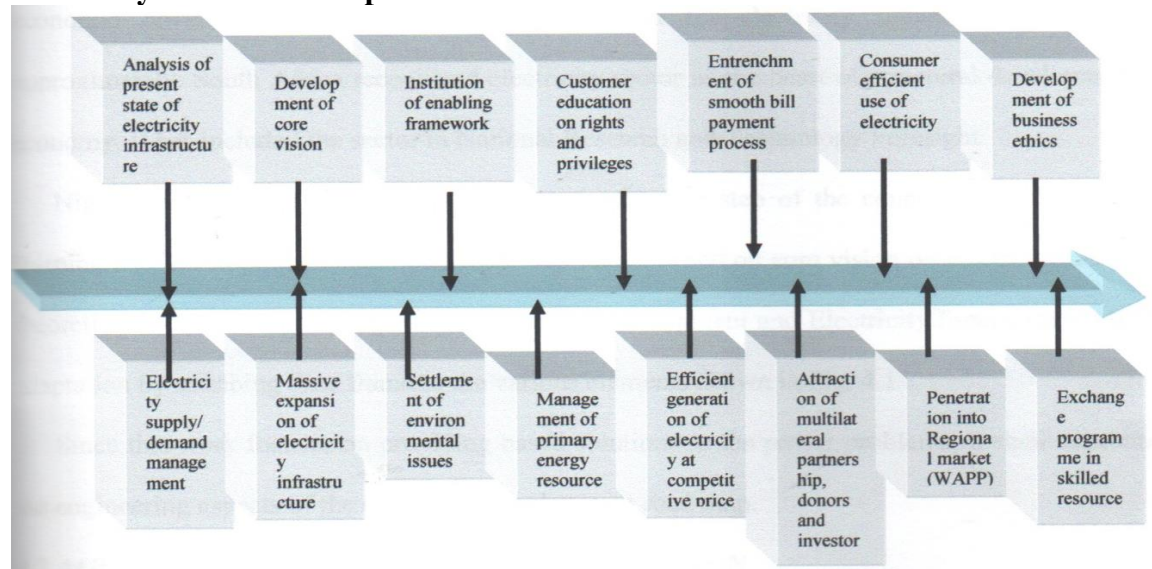 Analysis of
present
state of
electricity
infrastructu
re
Develop
ment of
core
vision
Institution
of enabling
framework
Customer
education
on rights
and
privileges
Entrenchm
ent of
smooth bill
payment
process
Consumer
efficient
use of
electricity
Develop
ment of
business
ethics
Electrici
ty
supply/
demand
manage
ment
Massive
expansi
on of
electricit
y
infrastru
cture
Settleme
nt of
environ
mental
issues
Manage
ment of
primary
energy
resource
Efficient
generati
on of
electricit
y at
competit
ive price
Attracti
on of
multilat
eral
partners
hip,
donors
and
investor
Penetrat
ion into
Regiona
l market
(WAPP)
Exchang
e
program
me in
skilled
resource